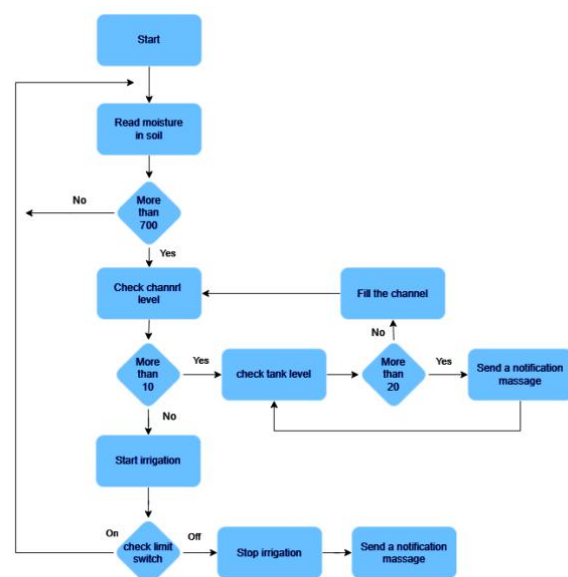 Start
Read moisture
in soil
More
than
700
No
Yes
Check channrl
level
Fill the channel
No
More
than
10
Yes
check tank level
More
than
20
Yes
Send a notification
massage
No
Start irrigation
On
check limit
switch
Off
Stop irrigation
Send a notification
massage